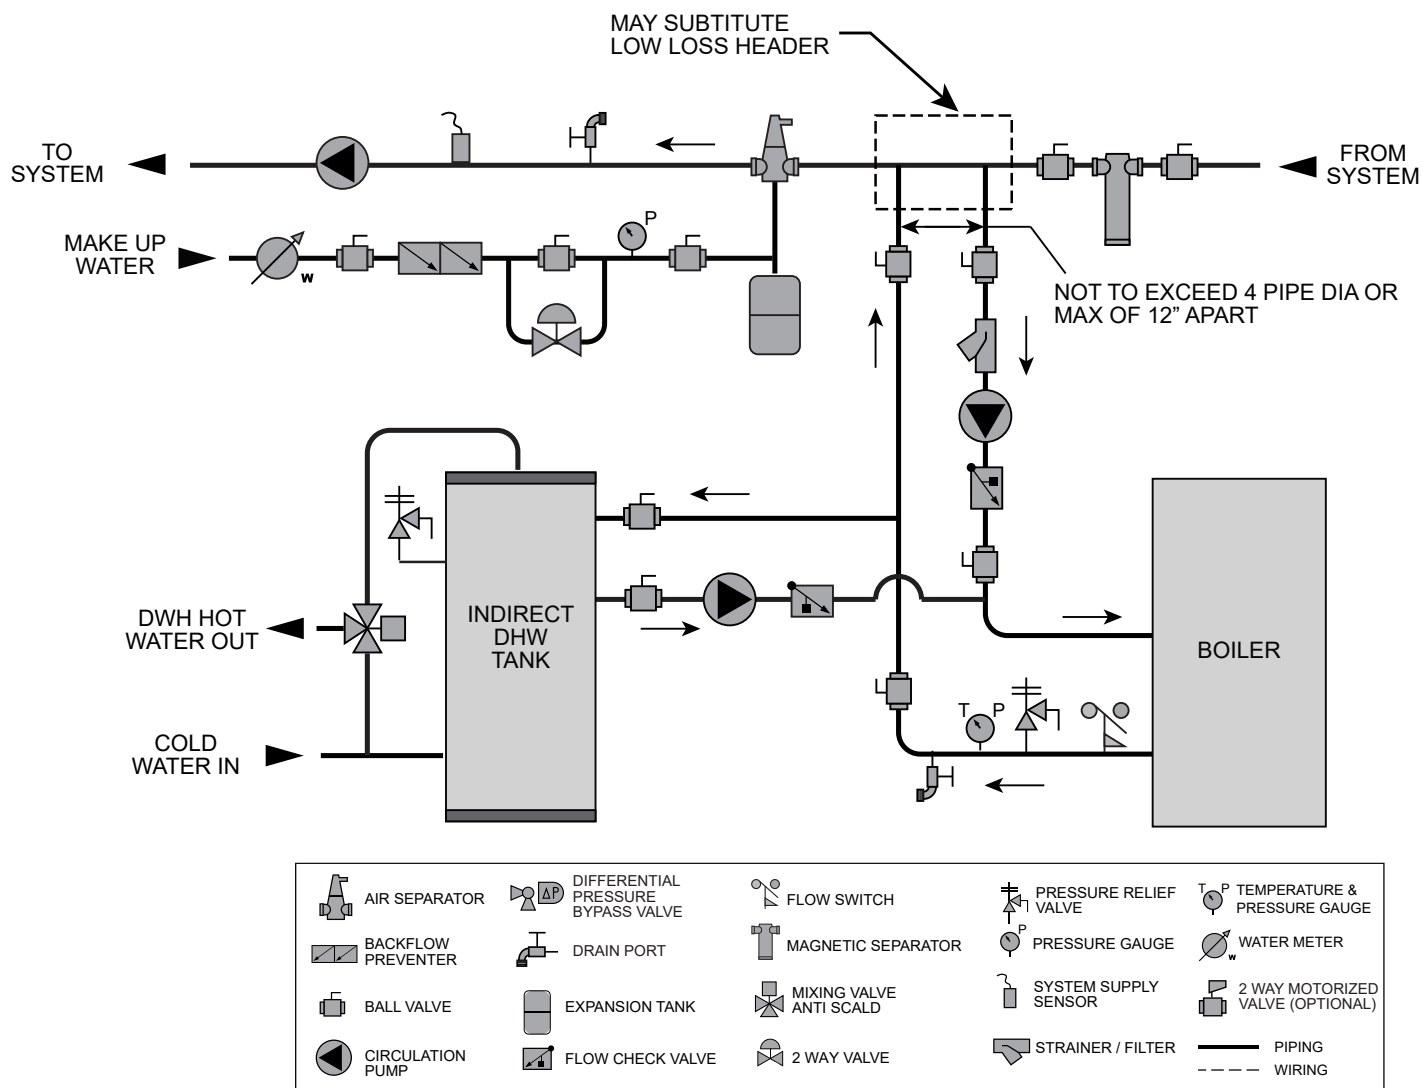 MAY SUBTITUTE
LOW LOSS HEADER
TO
SYSTEM
FROM
SYSTEM
MAKE UP
WATER
W
P
NOT TO EXCEED 4 PIPE DIA OR
MAX OF 12” APART
DWH HOT
WATER OUT
INDIRECT
DHW
TANK
BOILER
COLD
WATER IN
T P
AIR SEPARATOR
BACKFLOW
PREVENTER
BALL VALVE
CIRCULATION
PUMP
ΔP
DIFFERENTIAL
PRESSURE
BYPASS VALVE
DRAIN PORT
EXPANSION TANK
FLOW CHECK VALVE
FLOW SWITCH
MAGNETIC SEPARATOR
MIXING VALVE
ANTI SCALD
2 WAY VALVE
PRESSURE RELIEF
VALVE
P
PRESSURE GAUGE
SYSTEM SUPPLY
SENSOR
STRAINER / FILTER
T P
TEMPERATURE &
PRESSURE GAUGE
W
WATER METER
2 WAY MOTORIZED
VALVE (OPTIONAL)
PIPING
WIRING